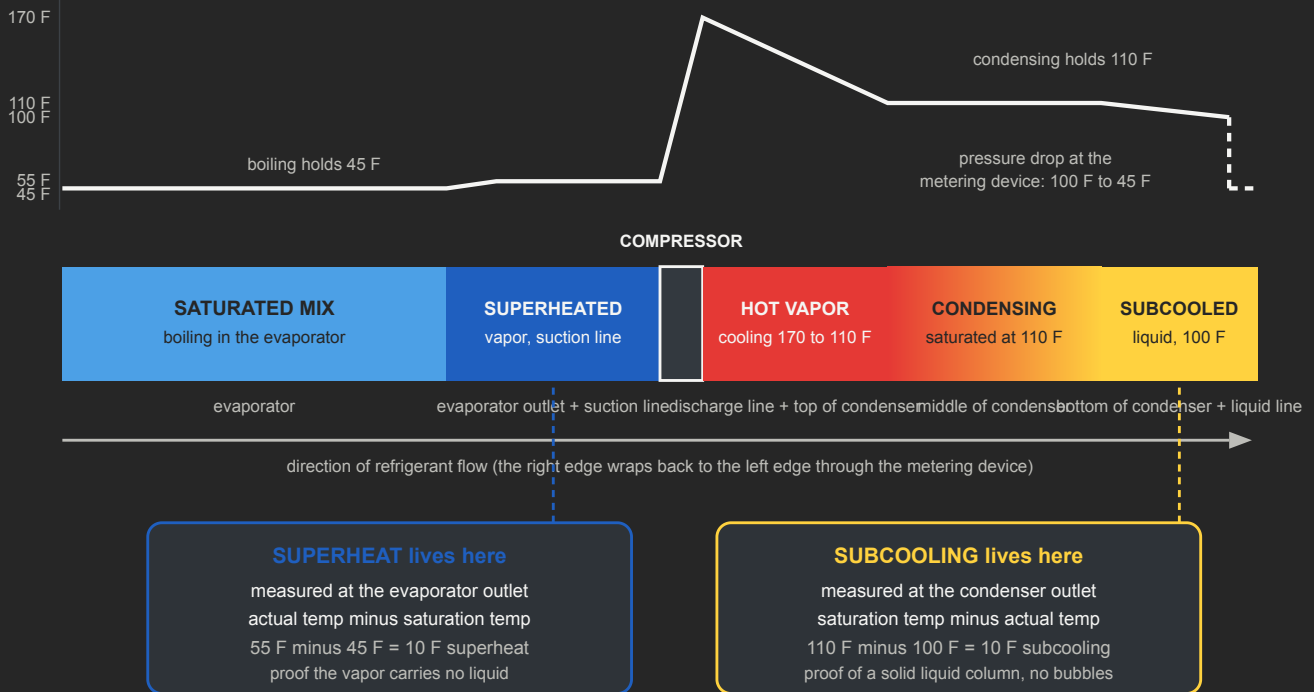 170 F
110 F
100 F
55 F
45 F
condensing holds 110 F
boiling holds 45 F
pressure drop at the
metering device: 100 F to 45 F
COMPRESSOR
SATURATED MIX
boiling in the evaporator
SUPERHEATED
vapor, suction line
HOT VAPOR
cooling 170 to 110 F
CONDENSING
saturated at 110 F
SUBCOOLED
liquid, 100 F
evaporator
evaporator outlet + suction line
discharge line + top of condenser
middle of condenser
bottom of condenser + liquid line
direction of refrigerant flow (the right edge wraps back to the left edge through the metering device)
SUPERHEAT lives here
measured at the evaporator outlet
actual temp minus saturation temp
55 F minus 45 F = 10 F superheat
proof the vapor carries no liquid
SUBCOOLING lives here
measured at the condenser outlet
saturation temp minus actual temp
110 F minus 100 F = 10 F subcooling
proof of a solid liquid column, no bubbles